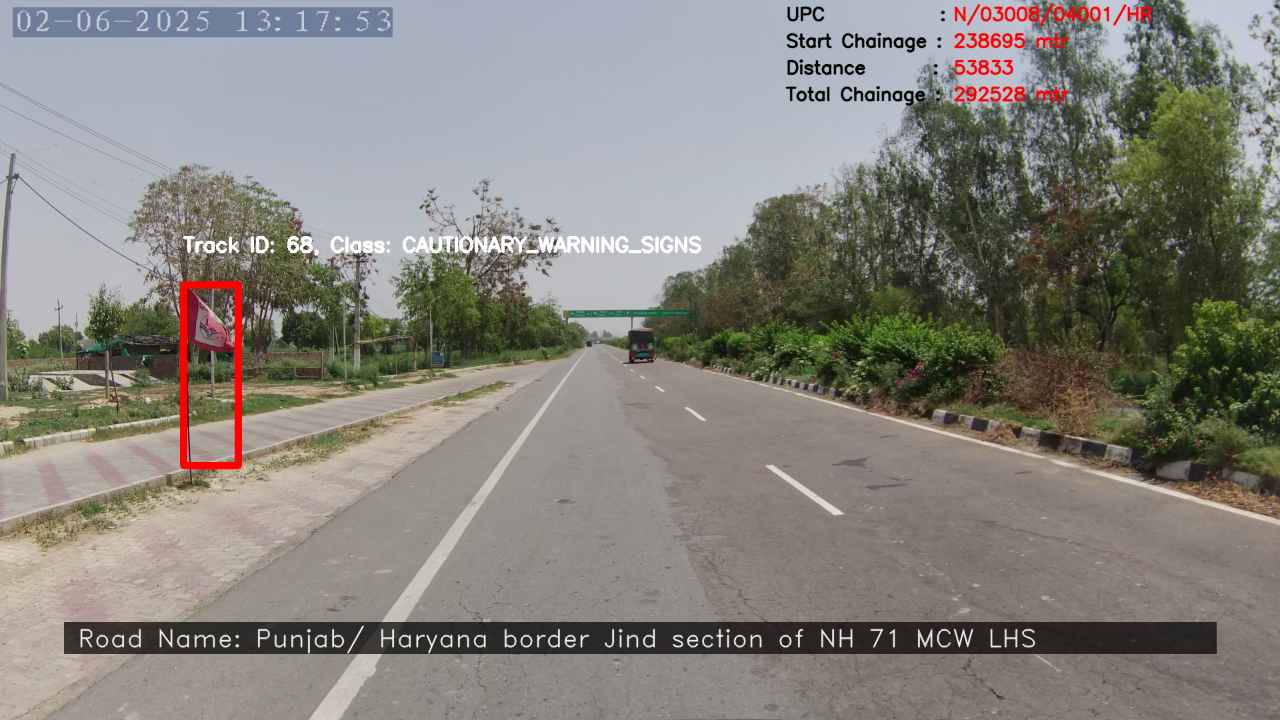 02-06-2025 13:17:53
UPC : N/03008/04001/HR
Start Chainage : 238695 mtr
Distance : 53833
Total Chainage : 292528 mtr
Track ID: 68, Class: CAUTIONARY_WARNING_SIGNS
Road Name: Punjab/ Haryana border Jind section of NH 71 MCW LHS